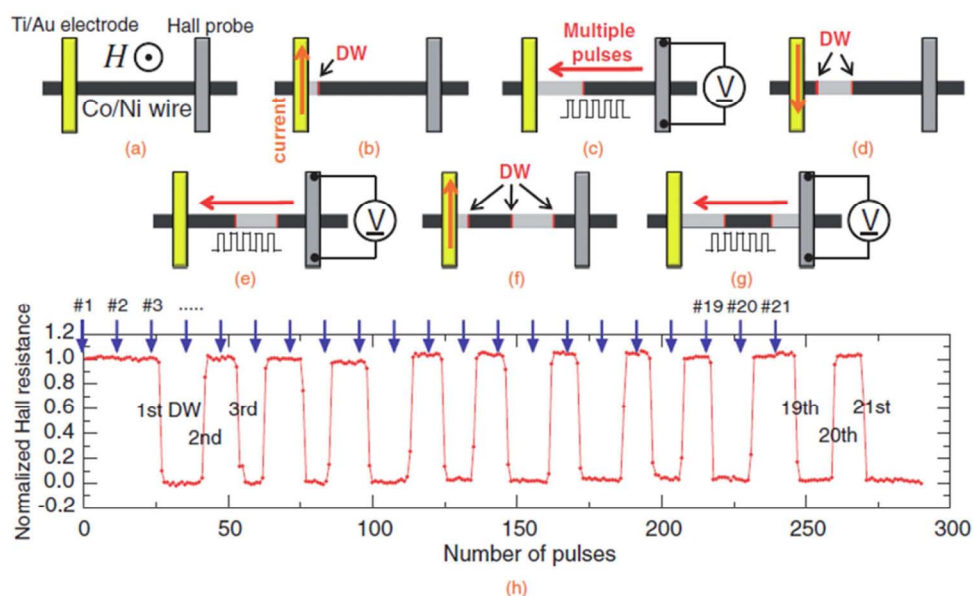 Ti/Au electrode Hall probe
H
Co/Ni wire
(a)
DW
current
(b)
Multiple
pulses
V
(c)
DW
(d)
V
(e)
DW
(f)
V
(g)
#1 #2 #3 ..... #19 #20 #21
Normalized Hall resistance
1.2
1.0
0.8
0.6
0.4
0.2
0.0
-0.2
1st DW
2nd
3rd
19th
20th
21st
0 50 100 150 200 250 300
Number of pulses
(h)